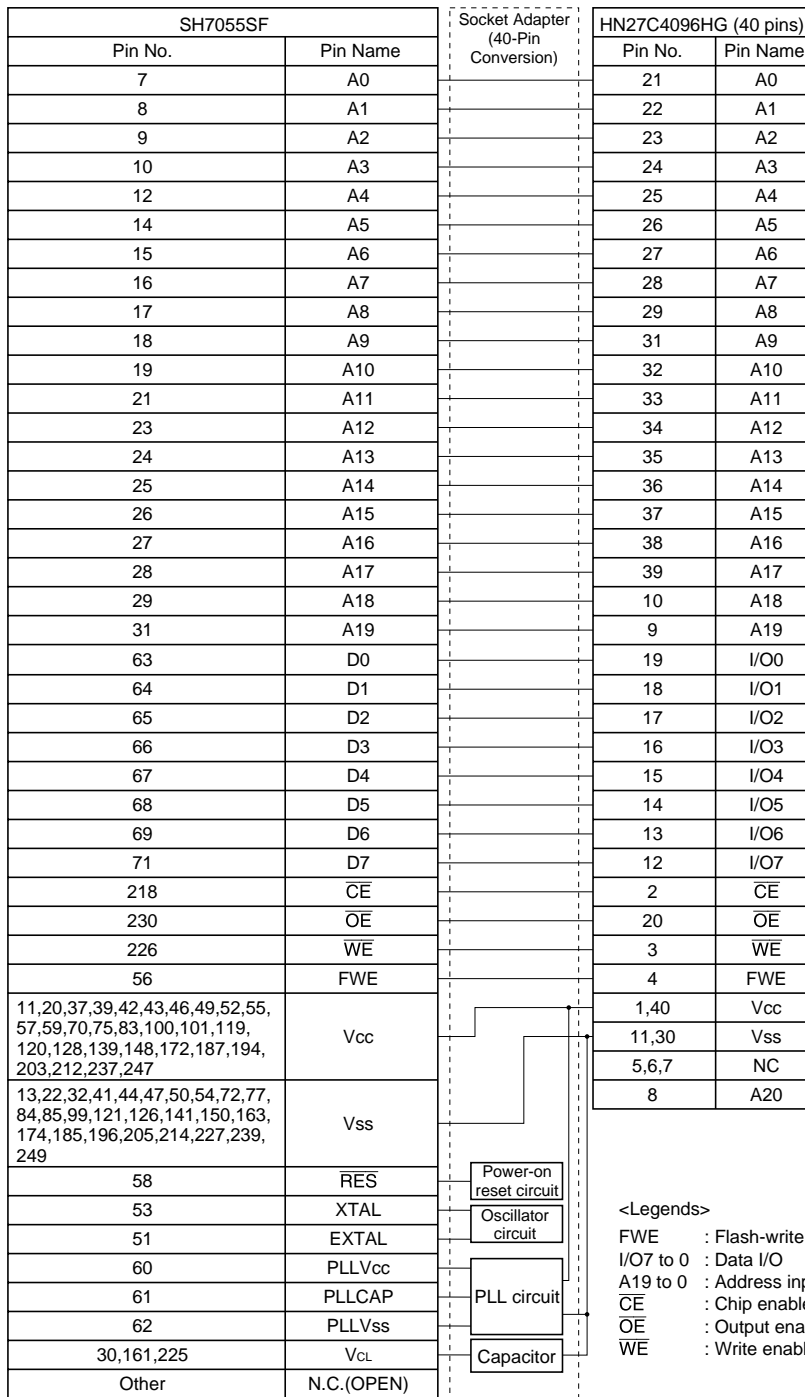 SH7055SF
Socket Adapter
(40-Pin
Conversion)
HN27C4096HG (40 pins)
Pin No. Pin Name Pin No. Pin Name
7 A0 21 A0
8 A1 22 A1
9 A2 23 A2
10 A3 24 A3
12 A4 25 A4
14 A5 26 A5
15 A6 27 A6
16 A7 28 A7
17 A8 29 A8
18 A9 31 A9
19 A10 32 A10
21 A11 33 A11
23 A12 34 A12
24 A13 35 A13
25 A14 36 A14
26 A15 37 A15
27 A16 38 A16
28 A17 39 A17
29 A18 10 A18
31 A19 9 A19
63 D0 19 I/O0
64 D1 18 I/O1
65 D2 17 I/O2
66 D3 16 I/O3
67 D4 15 I/O4
68 D5 14 I/O5
69 D6 13 I/O6
71 D7 12 I/O7
218 C̅E̅ 2 C̅E̅
230 O̅E̅ 20 O̅E̅
226 W̅E̅ 3 W̅E̅
56 FWE 4 FWE
11,20,37,39,42,43,46,49,52,55,
57,59,70,75,83,100,101,119,
120,128,139,148,172,187,194,
203,212,237,247
Vcc
1,40 Vcc
11,30 Vss
5,6,7 NC
8 A20
13,22,32,41,44,47,50,54,72,77,
84,85,99,121,126,141,150,163,
174,185,196,205,214,227,239,
249
Vss
58 R̅E̅S̅
Power-on
reset circuit
53 XTAL
51 EXTAL
Oscillator
circuit
60 PLLVcc
61 PLLCAP
62 PLLVss
PLL circuit
30,161,225 VCL
Capacitor
Other N.C.(OPEN)
<Legends>
FWE : Flash-write
I/O7 to 0 : Data I/O
A19 to 0 : Address
C̅E̅ : Chip
O̅E̅ : Output
W̅E̅ : Write